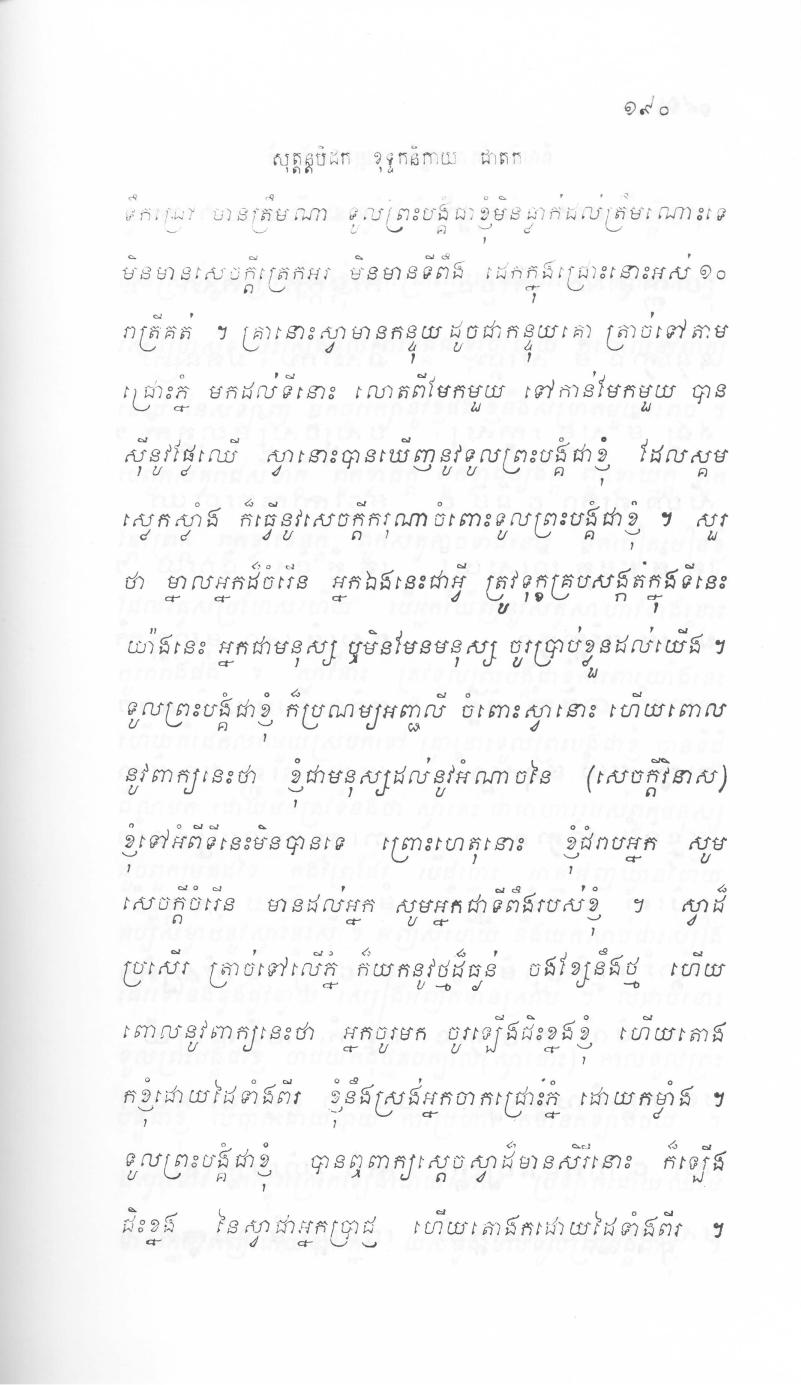 ១៩០
សុត្តន្តបិដក ខុទ្ទកនិកាយ ជាតក
ទឹកជ្រៅ មានត្រឹមណា ទូលព្រះបង្គំជាខ្ញុំមិនធ្លាក់ដល់ត្រឹមណោះទេ
មិនមានសេចក្តីត្រេកអរ មិនមានទីពឹង ដេកក្នុងជ្រោះនោះអស់ ១០
រាត្រីគត់ ។ គ្រានោះស្វាមានកន្ទុយ ដូចជាកន្ទុយគោ ត្រាច់ទៅតាម
ជ្រោះភ្នំ មកដល់ទីនោះ លោតពីមែកមួយ ទៅកាន់មែកមួយ បាន
ស៊ីនូវផ្លែឈើ ស្វានោះបានឃើញនូវទូលព្រះបង្គំជាខ្ញុំ ដែលស្គម
ស្លេកស្លាំង ក៏ធ្វើនូវសេចក្តីករុណាចំពោះទូលព្រះបង្គំជាខ្ញុំ ។ សួរ
ថា ម្នាលអ្នកដ៏ចំរើន អ្នកឯងនេះជាអ្វី ត្រូវទុក្ខគ្របសង្កត់ក្នុងទីនេះ
យ៉ាងនេះ អ្នកជាមនុស្ស ឬមិនមែនមនុស្ស ចូរប្រាប់ខ្លួនដល់យើង ។
ទូលព្រះបង្គំជាខ្ញុំ ក៏ប្រណម្យអញ្ជលី ចំពោះស្វានោះ ហើយពោល
នូវពាក្យនេះថា ខ្ញុំជាមនុស្សដល់នូវអំណាចនៃ (សេចក្តីវិនាស)
ខ្ញុំទៅអំពីទីនេះមិនបានទេ ព្រោះហេតុនោះ ខ្ញុំជំរាបអ្នក សូម
សេចក្តីចំរើន មានដល់អ្នក សូមអ្នកជាទីពឹងរបស់ខ្ញុំ ។ ស្វាដ៏
ប្រសើរ ត្រាច់ទៅលើភ្នំ ក៏យកនូវថ្មដ៏ធ្ងន់ ចងខ្សែនឹងថ្ម ហើយ
ពោលនូវពាក្យនេះថា អ្នកចូរមក ចូរឡើងជិះខ្នងខ្ញុំ ហើយតោង
កខ្ញុំដោយដៃទាំងពីរ ខ្ញុំនឹងស្រង់អ្នកចាកជ្រោះភ្នំ ដោយកម្លាំង ។
ទូលព្រះបង្គំជាខ្ញុំ បានឮពាក្យស្តេចស្វាដ៏មានសិរីនោះ ក៏ឡើង
ជិះខ្នង នៃស្វាជាអ្នកប្រាជ្ញ ហើយតោងកដោយដៃទាំងពីរ ។